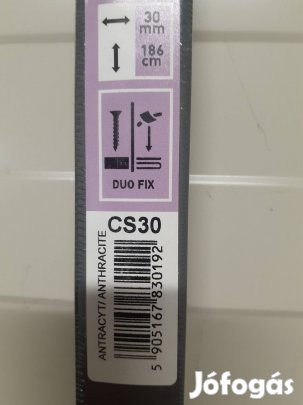 30
mm
186
cm
DUO FIX
CS30
ANTRACYT/ANTHRACITE
5 905167 830192
Jófogás